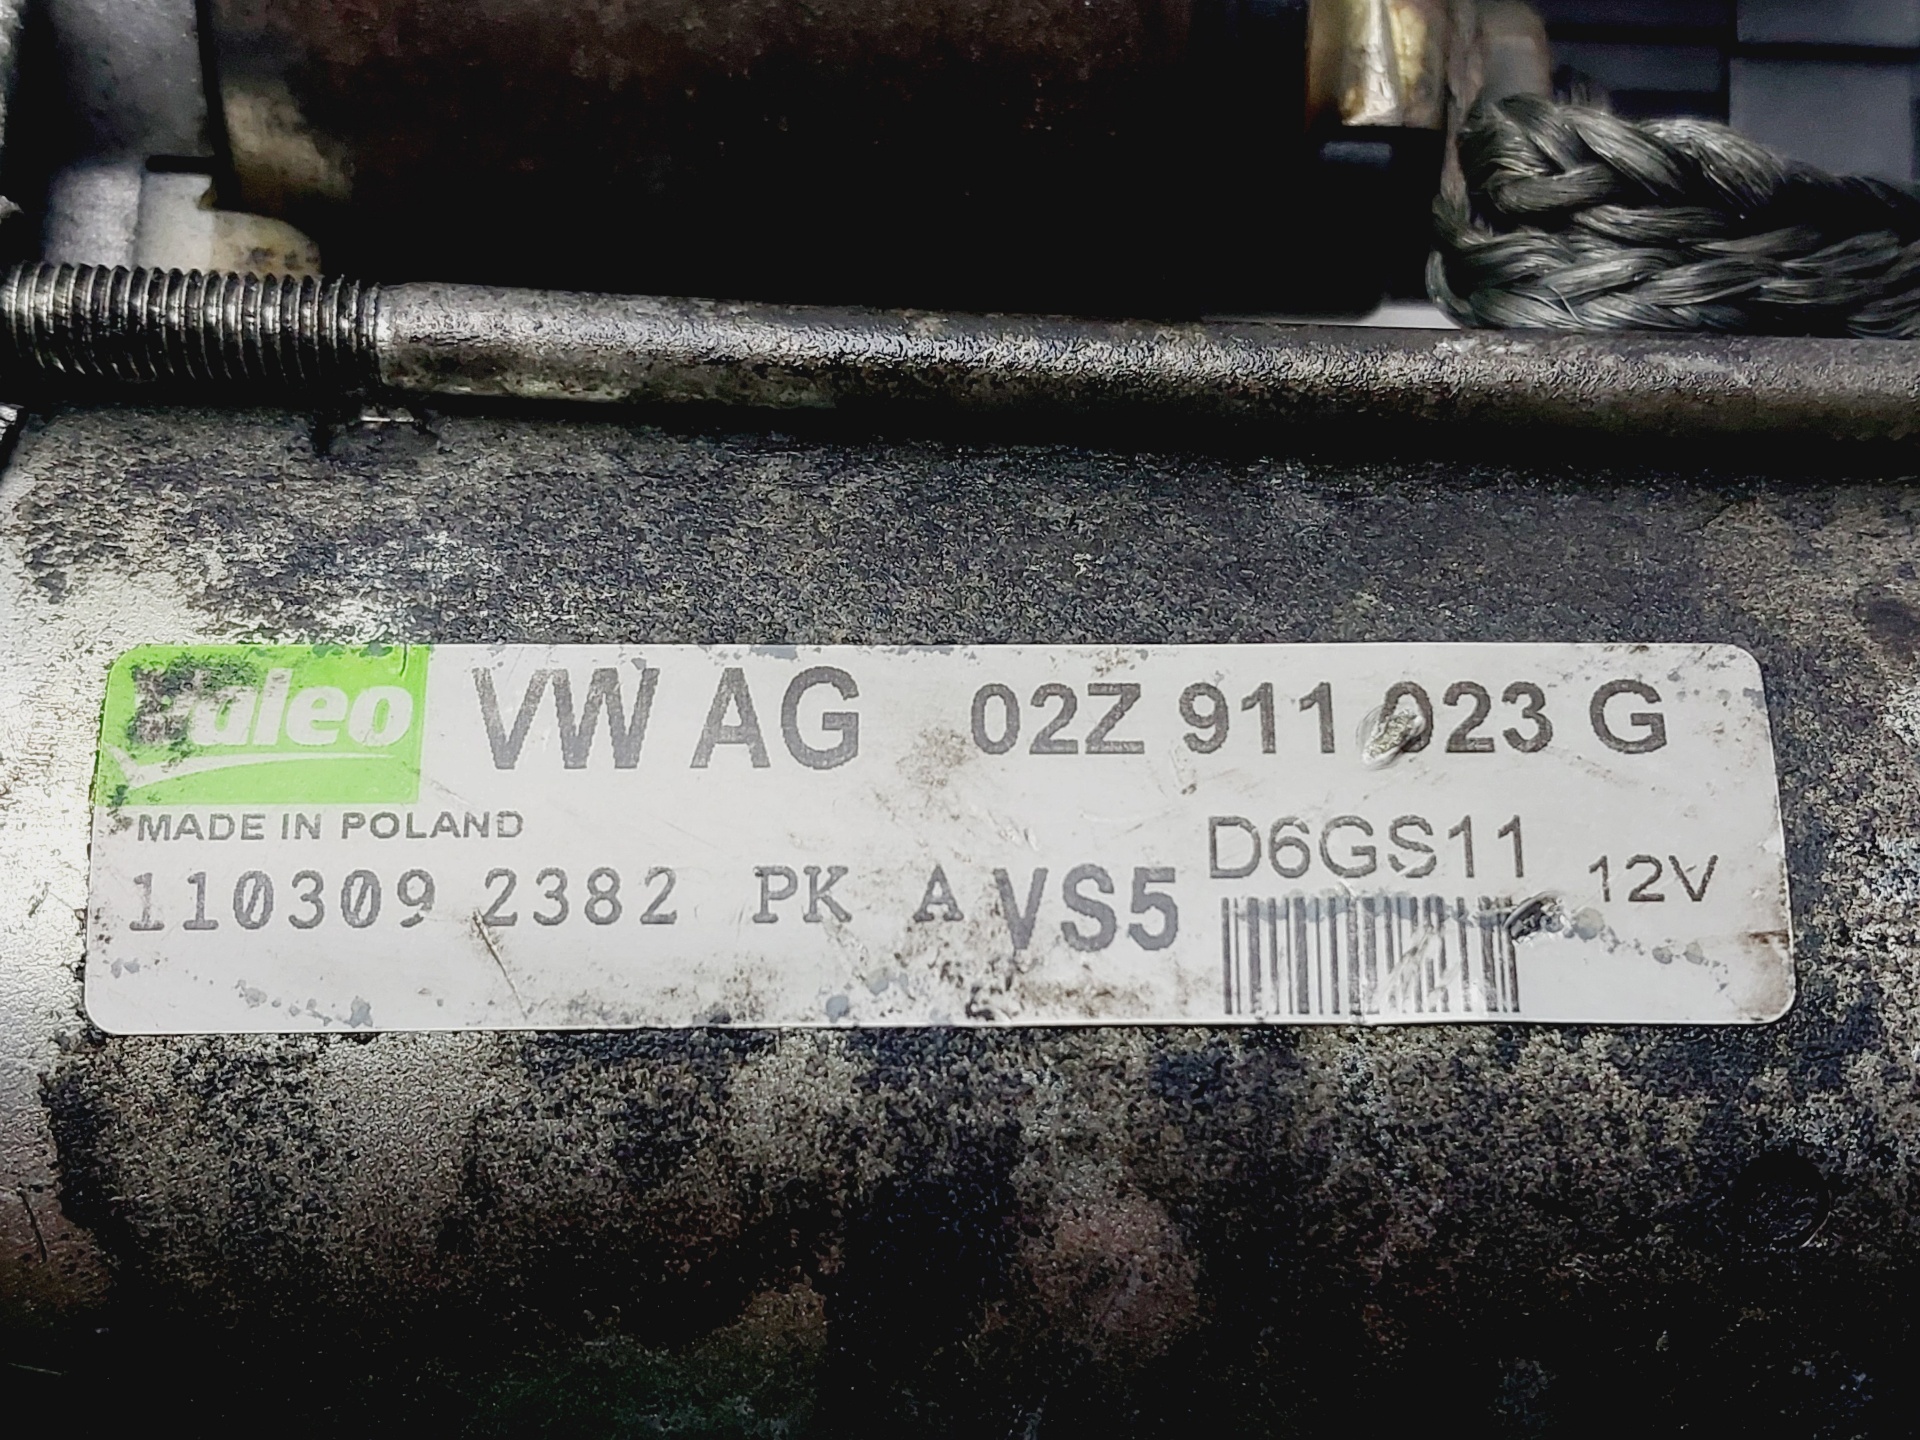 Valeo VW AG 02Z 911 023 G
MADE IN POLAND
D6GS11 12V
110309 2382 PK A VS5